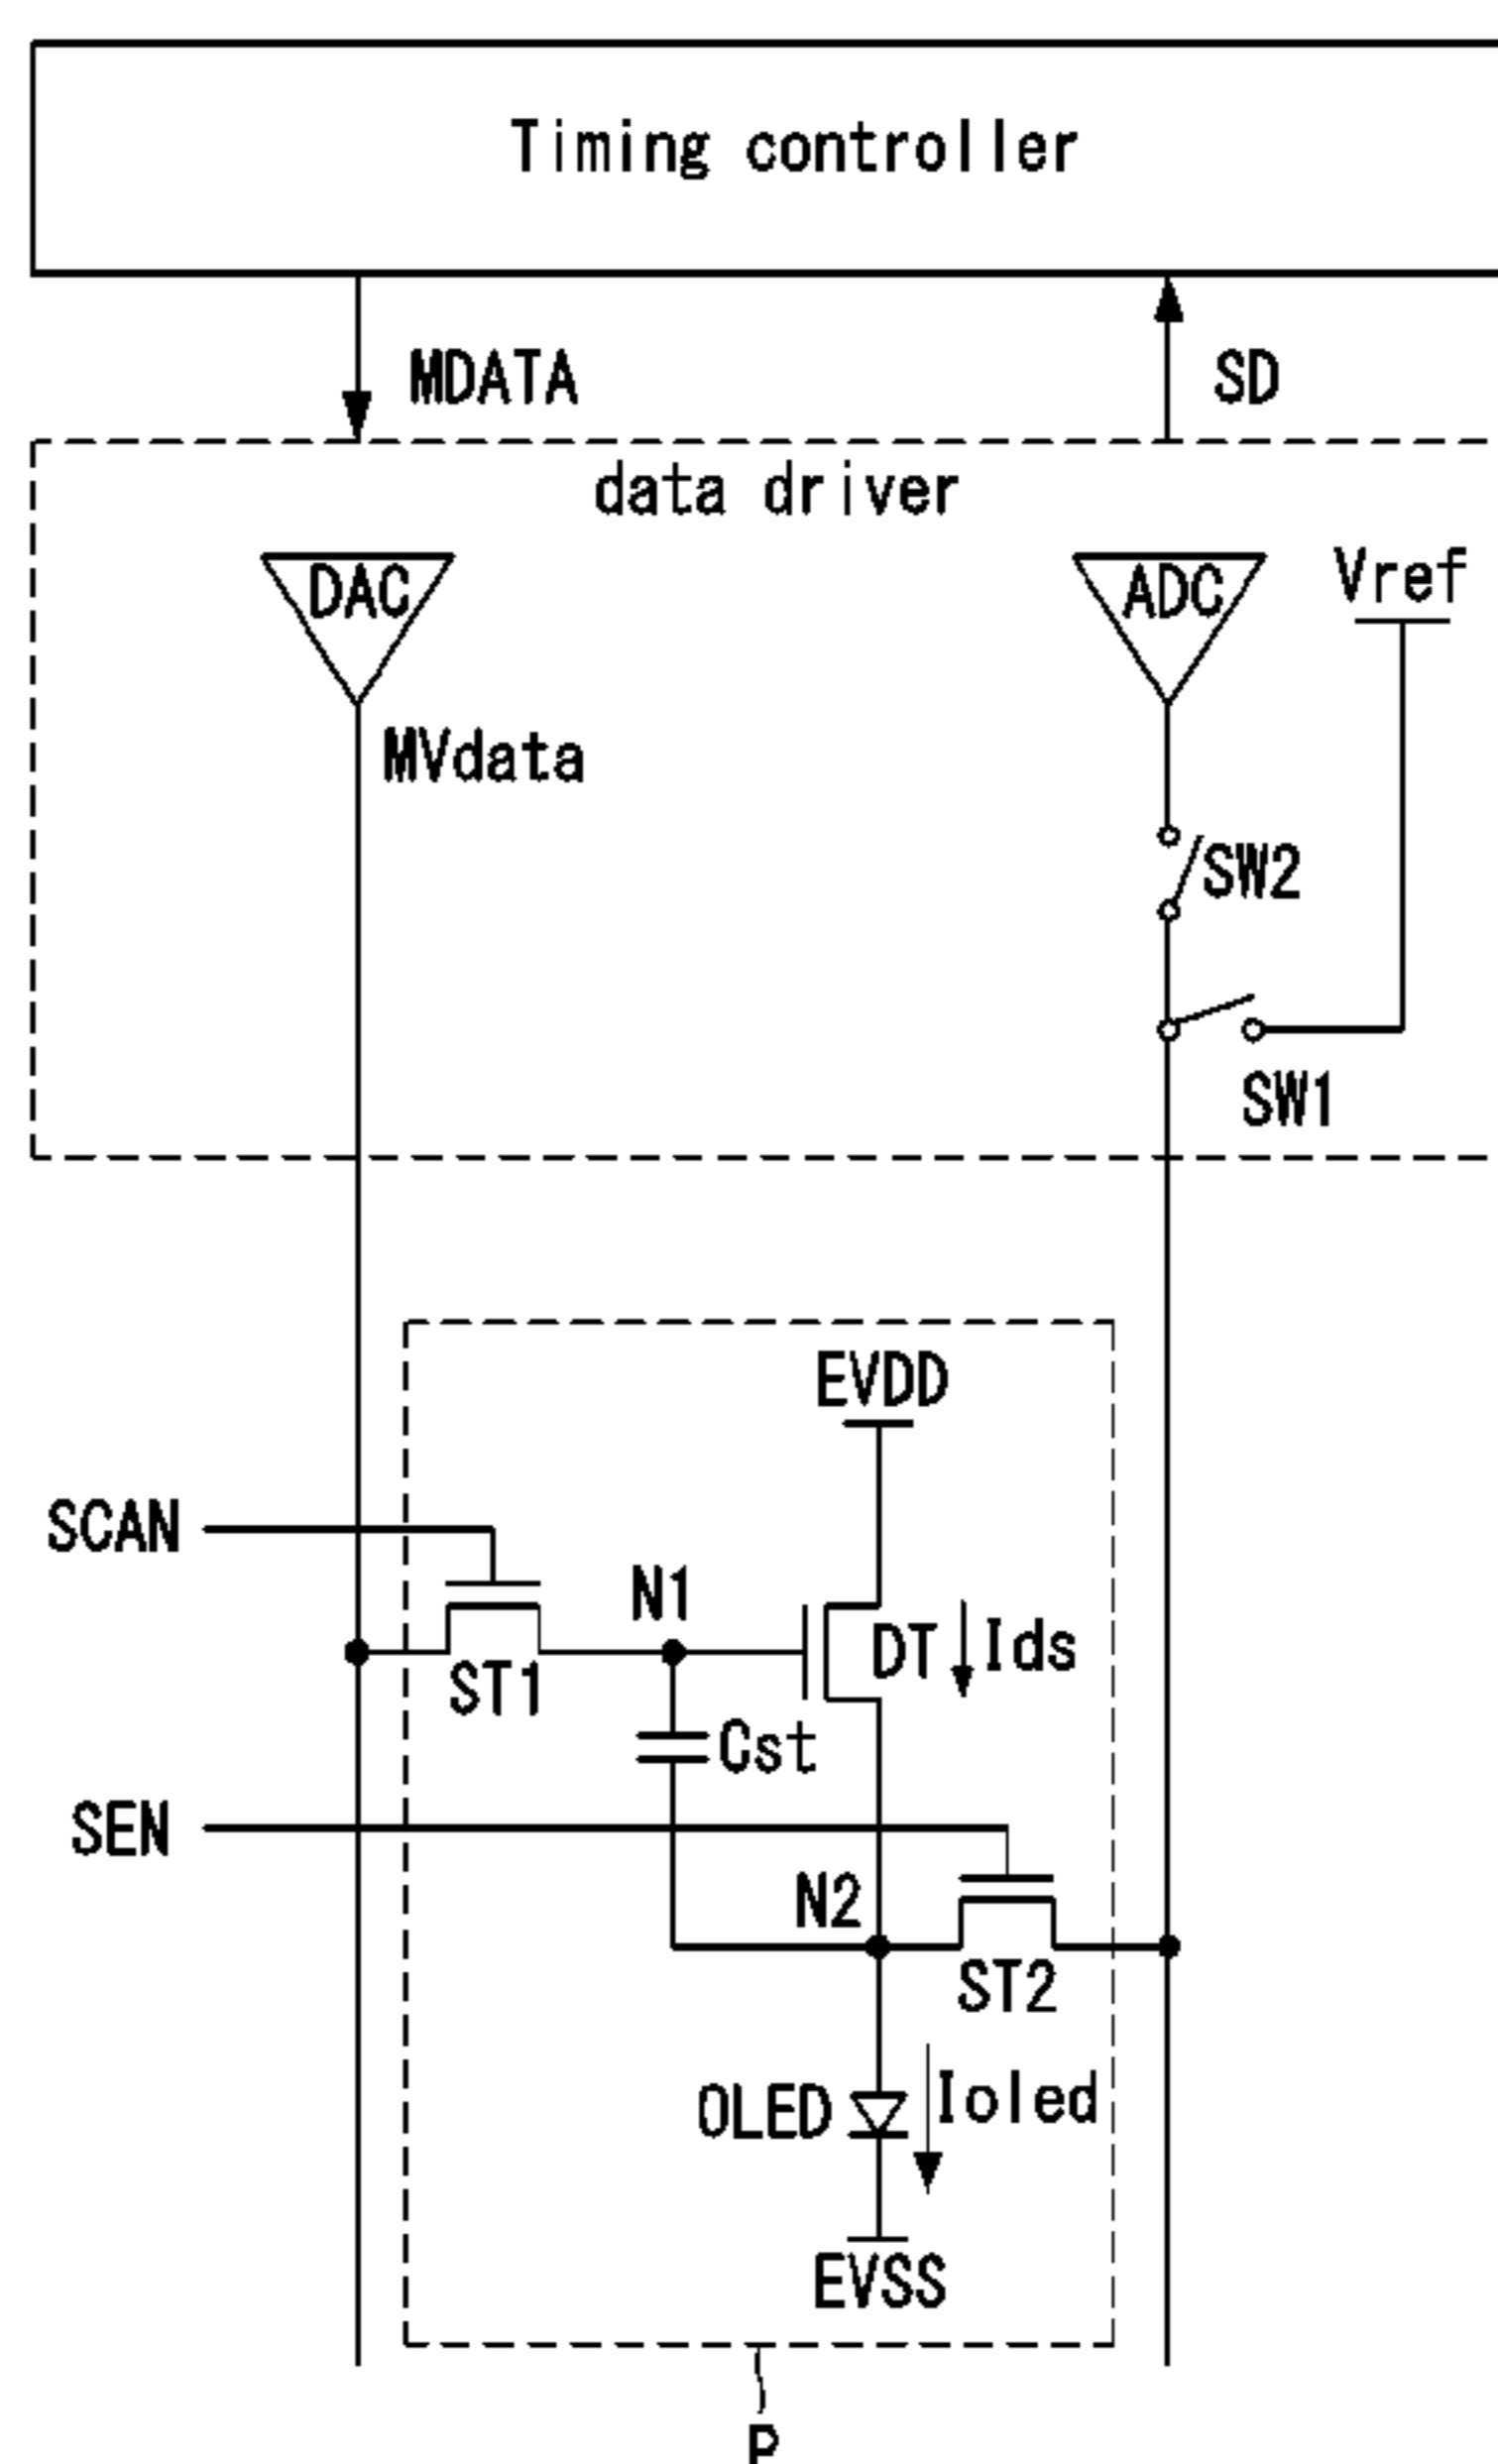 Timing controller
MDATA
SD
data driver
DAC
ADC
Vref
MVdata
SW2
SW1
EVDD
SCAN
N1
DT
Ids
ST1
Cst
SEN
N2
ST2
OLED
Ioled
EVSS
P